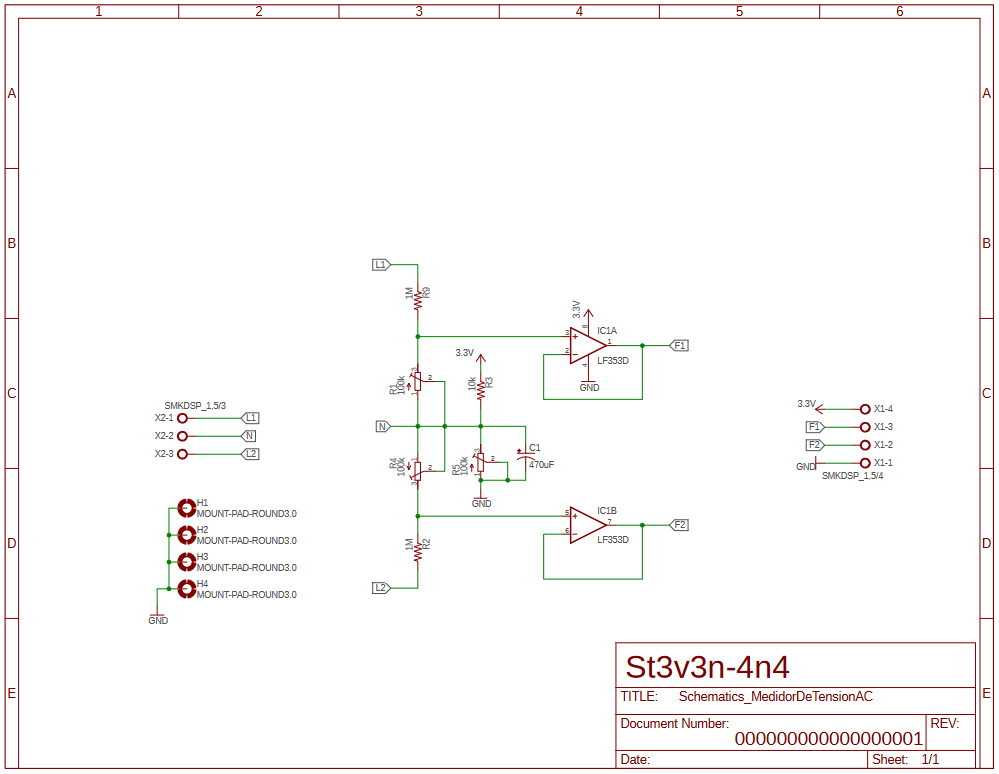 1 2 3 4 5 6
A A
B B
C C
D D
E E
L1
1M R9
3.3V
8
IC1A
3
2
1
4
LF353D
GND
F1
3.3V
10k R3
R1 100k
3
2
1
N
R4 100k
1
2
3
R5 100k
3
2
1
C1
470uF
GND
IC1B
5
6
7
LF353D
F2
1M R2
L2
SMKDSP_1,5/3
X2-1 L1
X2-2 N
X2-3 L2
H1
MOUNT-PAD-ROUND3.0
H2
MOUNT-PAD-ROUND3.0
H3
MOUNT-PAD-ROUND3.0
H4
MOUNT-PAD-ROUND3.0
GND
3.3V X1-4
F1 X1-3
F2 X1-2
GND X1-1
SMKDSP_1,5/4
St3v3n-4n4
TITLE: Schematics_MedidorDeTensionAC
Document Number: REV:
000000000000000001
Date: Sheet: 1/1